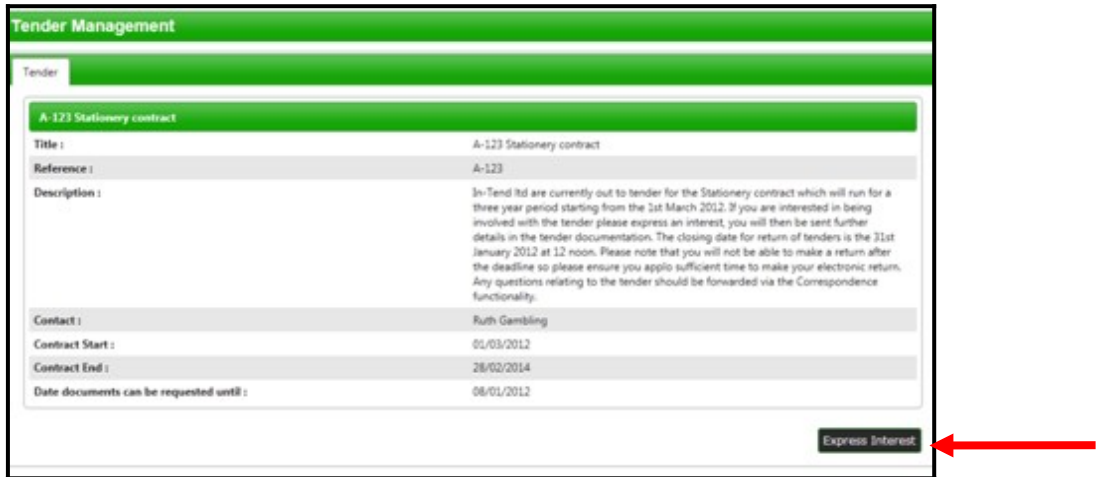 Tender Management
Tender
A-123 Stationery contract
Title : A-123 Stationery contract
Reference : A-123
Description : In-Tend ltd are currently out to tender for the Stationery contract which will run for a
three year period starting from the 1st March 2012. If you are interested in being
involved with the tender please express an interest, you will then be sent further
details in the tender documentation. The closing date for return of tenders is the 31st
January 2012 at 12 noon. Please note that you will not be able to make a return after
the deadline so please ensure you applo sufficient time to make your electronic return.
Any questions relating to the tender should be forwarded via the Correspondence
functionality.
Contact : Ruth Gambling
Contract Start : 01/03/2012
Contract End : 28/02/2014
Date documents can be requested until : 08/01/2012
Express Interest